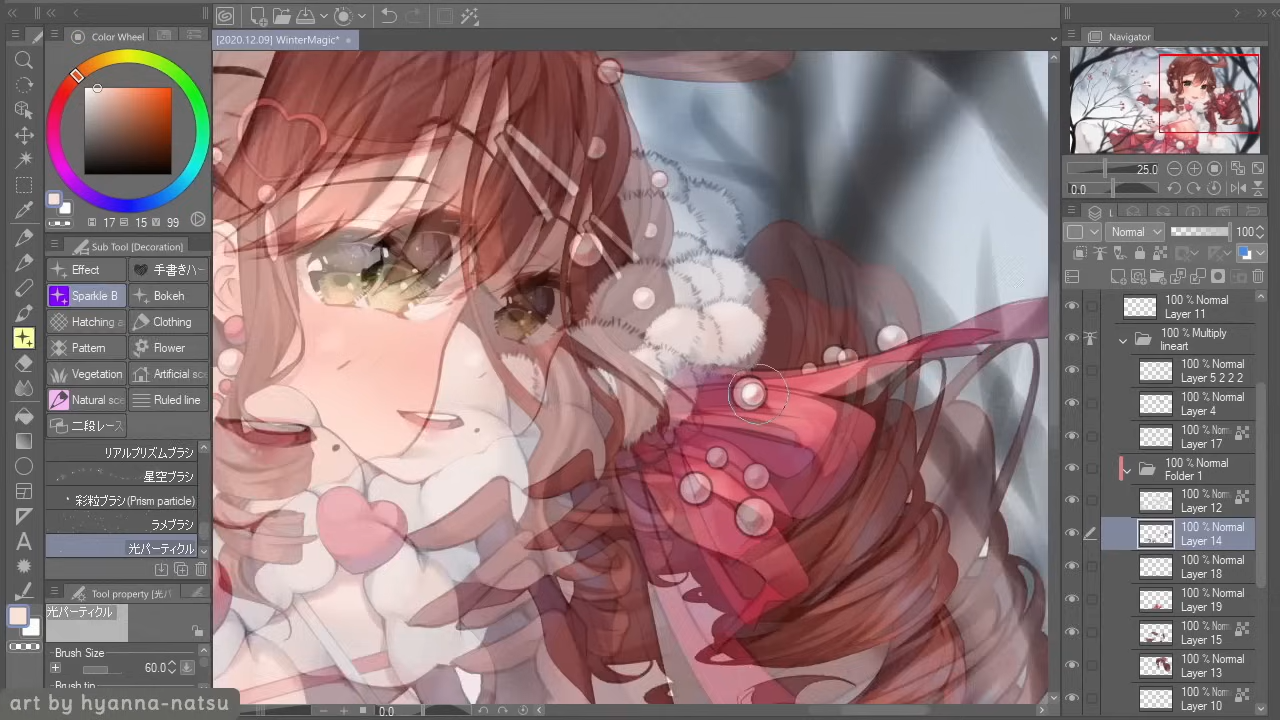 Color Wheel
[2020.12.09] WinterMagic*
Navigator
25.0
0.0
H 17 S 15 V 99
Sub Tool [Decoration]
Effect
手書きハｰ
Sparkle B
Bokeh
Hatching a
Clothing
Pattern
Flower
Vegetation
Artificial sc
Natural sce
Ruled line
二段レース
リアルプリズムブラシ
星空ブラシ
彩粒ブラシ(Prism particle)
ラメブラシ
光パーティクル
Tool property [光パ
光パーティクル
Brush Size
60.0
Brush tip
Normal
100
100 % Normal
Layer 11
100 % Multiply
lineart
100 % Normal
Layer 5 2 2 2
100 % Normal
Layer 4
100 % Norm
Layer 17
100 % Normal
Folder 1
100 % Norm
Layer 12
100 % Normal
Layer 14
100 % Normal
Layer 18
100 % Normal
Layer 19
100 % Norm
Layer 15
100 % Normal
Layer 13
100 % Norm
Layer 10
0.0
art by hyanna-natsu